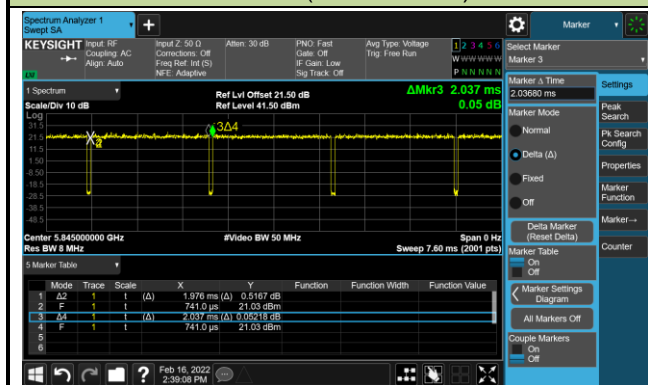 Spectrum Analyzer 1
Swept SA
+
Marker
KEYSIGHT
Input: RF
Coupling: AC
Align: Auto
Input Z: 50 Ω
Corrections: Off
Freq Ref: Int (S)
NFE: Adaptive
Atten: 30 dB
PNO: Fast
Gate: Off
IF Gain: Low
Sig Track: Off
Avg Type: Voltage
Trig: Free Run
1 2 3 4 5 6
W W W W W W
P N N N N N
Select Marker
Marker 3
LW
1 Spectrum
Scale/Div 10 dB
Log
Ref Lvl Offset 21.50 dB
Ref Level 41.50 dBm
ΔMkr3 2.037 ms
0.05 dB
31.5
21.5
11.5
1.50
-8.50
-18.5
-28.5
-38.5
-48.5
3Δ4
Center 5.845000000 GHz
Res BW 8 MHz
#Video BW 50 MHz
Span 0 Hz
Sweep 7.60 ms (2001 pts)
5 Marker Table
Mode Trace Scale X Y Function Function Width Function Value
1 Δ2 1 t (Δ) 1.976 ms (Δ) 0.5167 dB
2 F 1 t 741.0 µs 21.03 dBm
3 Δ4 1 t (Δ) 2.037 ms (Δ) 0.05218 dB
4 F 1 t 741.0 µs 21.03 dBm
5
6
Marker Δ Time
2.03680 ms
Marker Mode
Normal
Delta (Δ)
Fixed
Off
Delta Marker
(Reset Delta)
Marker Table
On
Off
Marker Settings
Diagram
All Markers Off
Couple Markers
On
Off
Settings
Peak
Search
Pk Search
Config
Properties
Marker
Function
Marker→
Counter
?
Feb 16, 2022
2:39:08 PM